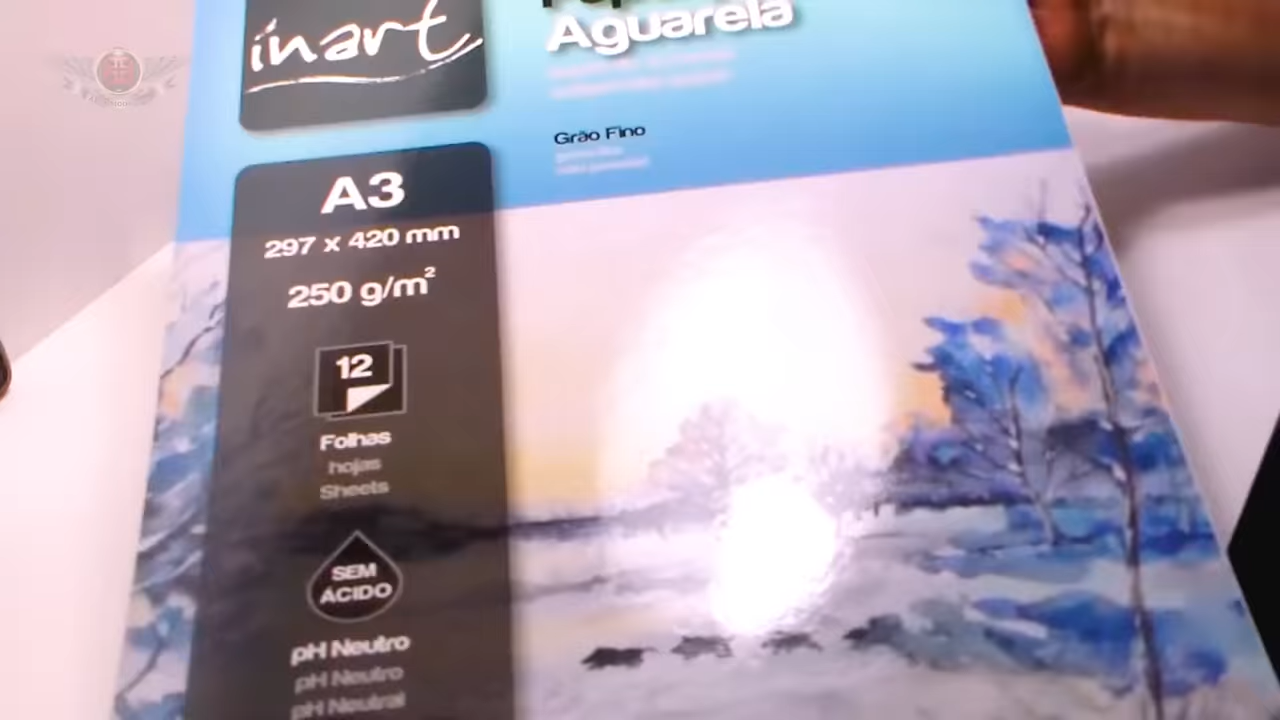 inart
Aguarela
Grão Fino
A3
297 x 420 mm
250 g/m²
12
Folhas
hojas
Sheets
SEM
ÁCIDO
pH Neutro
pH Neutro
pH Neutral